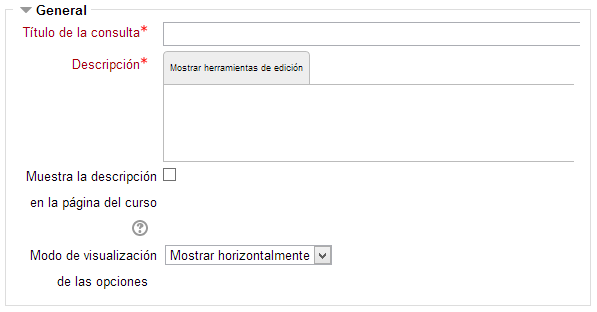 General
Título de la consulta*
Descripción*
Mostrar herramientas de edición
Muestra la descripción
en la página del curso
?
Modo de visualización
Mostrar horizontalmente
de las opciones